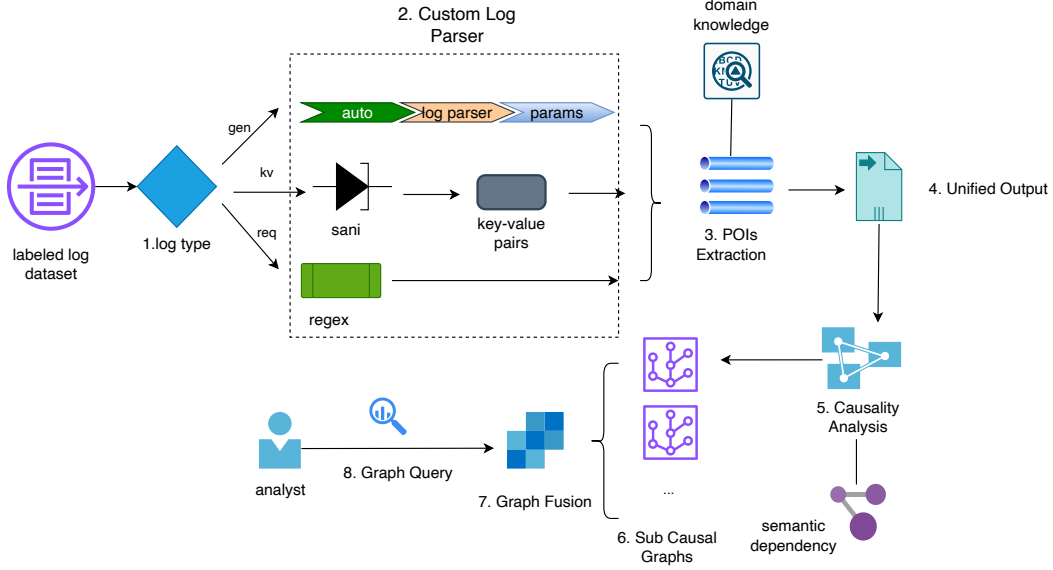 2. Custom Log
Parser
domain
knowledge
gen
auto
log parser
params
kv
sani
key-value
pairs
req
regex
labeled log
dataset
1.log type
3. POIs
Extraction
4. Unified Output
5. Causality
Analysis
semantic
dependency
...
6. Sub Causal
Graphs
7. Graph Fusion
8. Graph Query
analyst